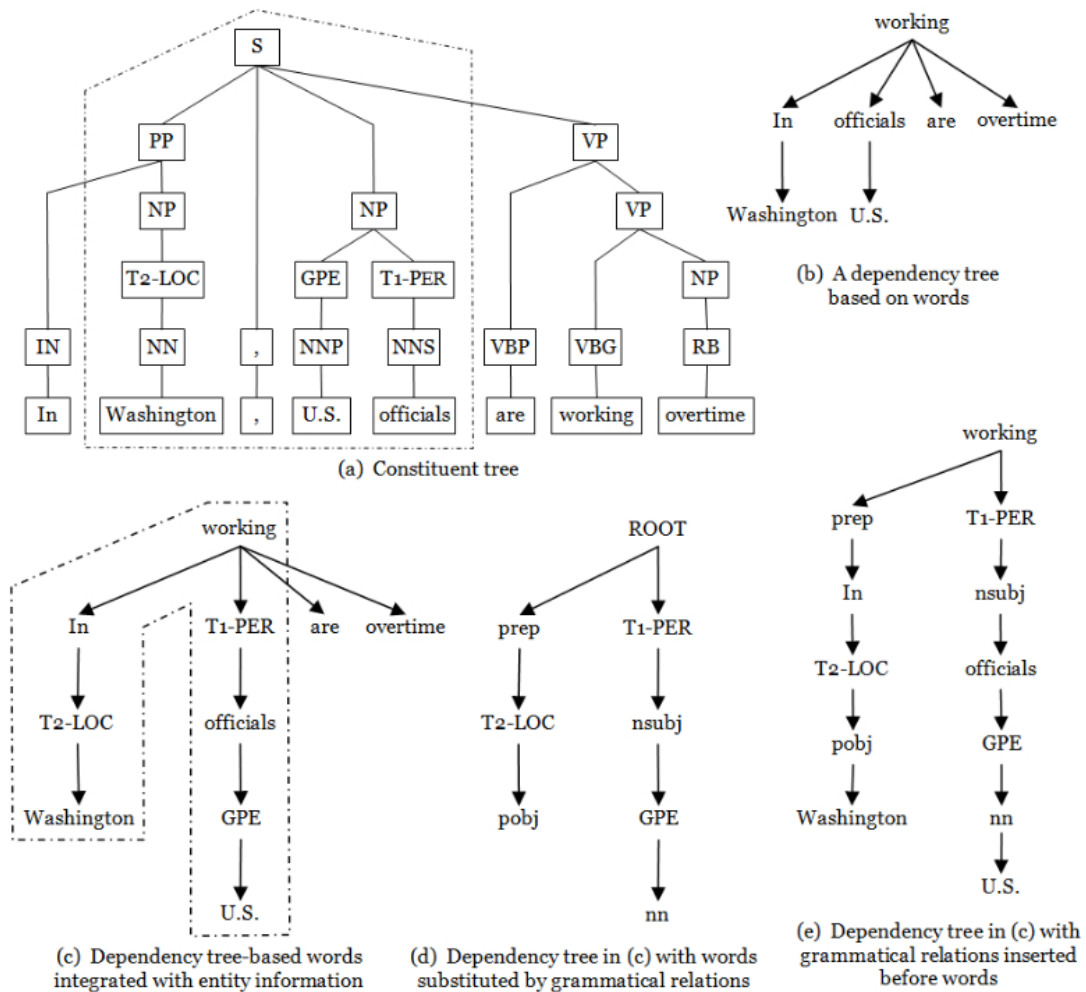 S
PP
VP
NP
NP
VP
T2-LOC
GPE
T1-PER
NP
IN
NN
,
NNP
NNS
VBP
VBG
RB
In
Washington
,
U.S.
officials
are
working
overtime
(a) Constituent tree
working
In
officials
are
overtime
Washington
U.S.
(b) A dependency tree
based on words
working
In
T1-PER
are
overtime
T2-LOC
officials
Washington
GPE
U.S.
(c) Dependency tree-based words
integrated with entity information
ROOT
prep
T1-PER
T2-LOC
nsubj
pobj
GPE
nn
(d) Dependency tree in (c) with words
substituted by grammatical relations
working
prep
T1-PER
In
nsubj
T2-LOC
officials
pobj
GPE
Washington
nn
U.S.
(e) Dependency tree in (c) with
grammatical relations inserted
before words